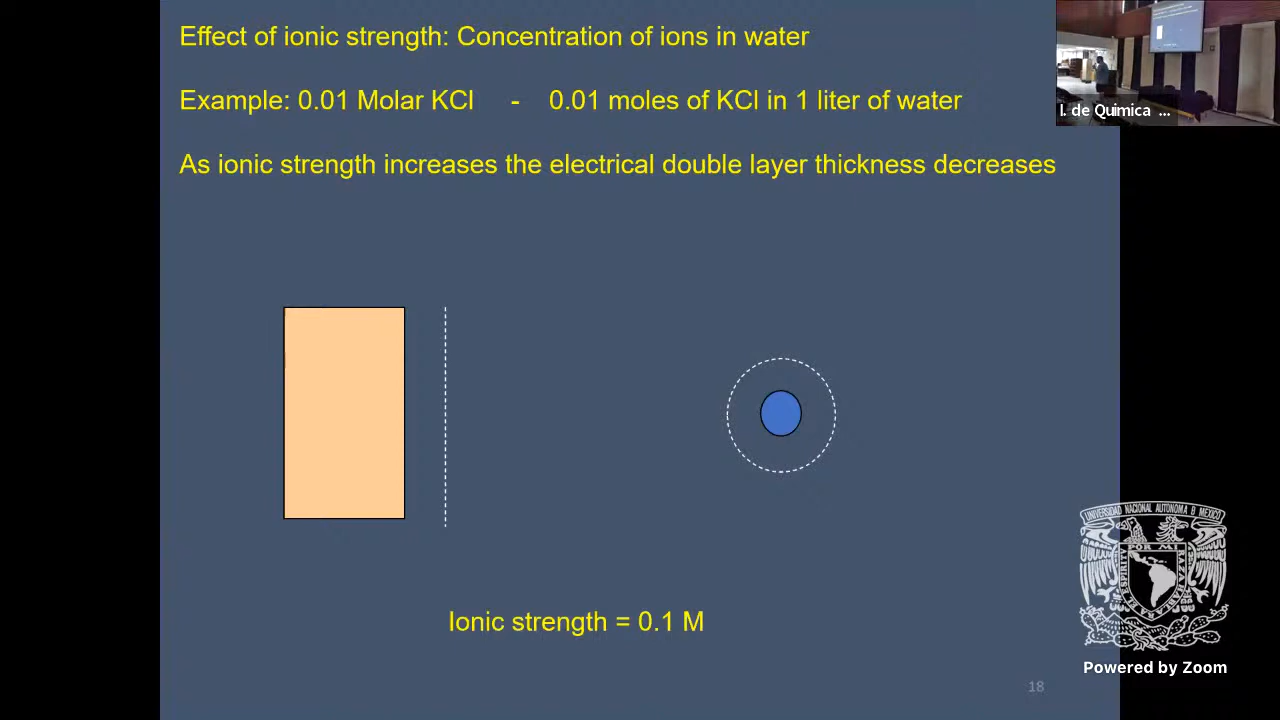 Effect of ionic strength: Concentration of ions in water
Example: 0.01 Molar KCl - 0.01 moles of KCl in 1 liter of water
As ionic strength increases the electrical double layer thickness decreases
Ionic strength = 0.1 M
18
I. de Quimica ...
Powered by Zoom